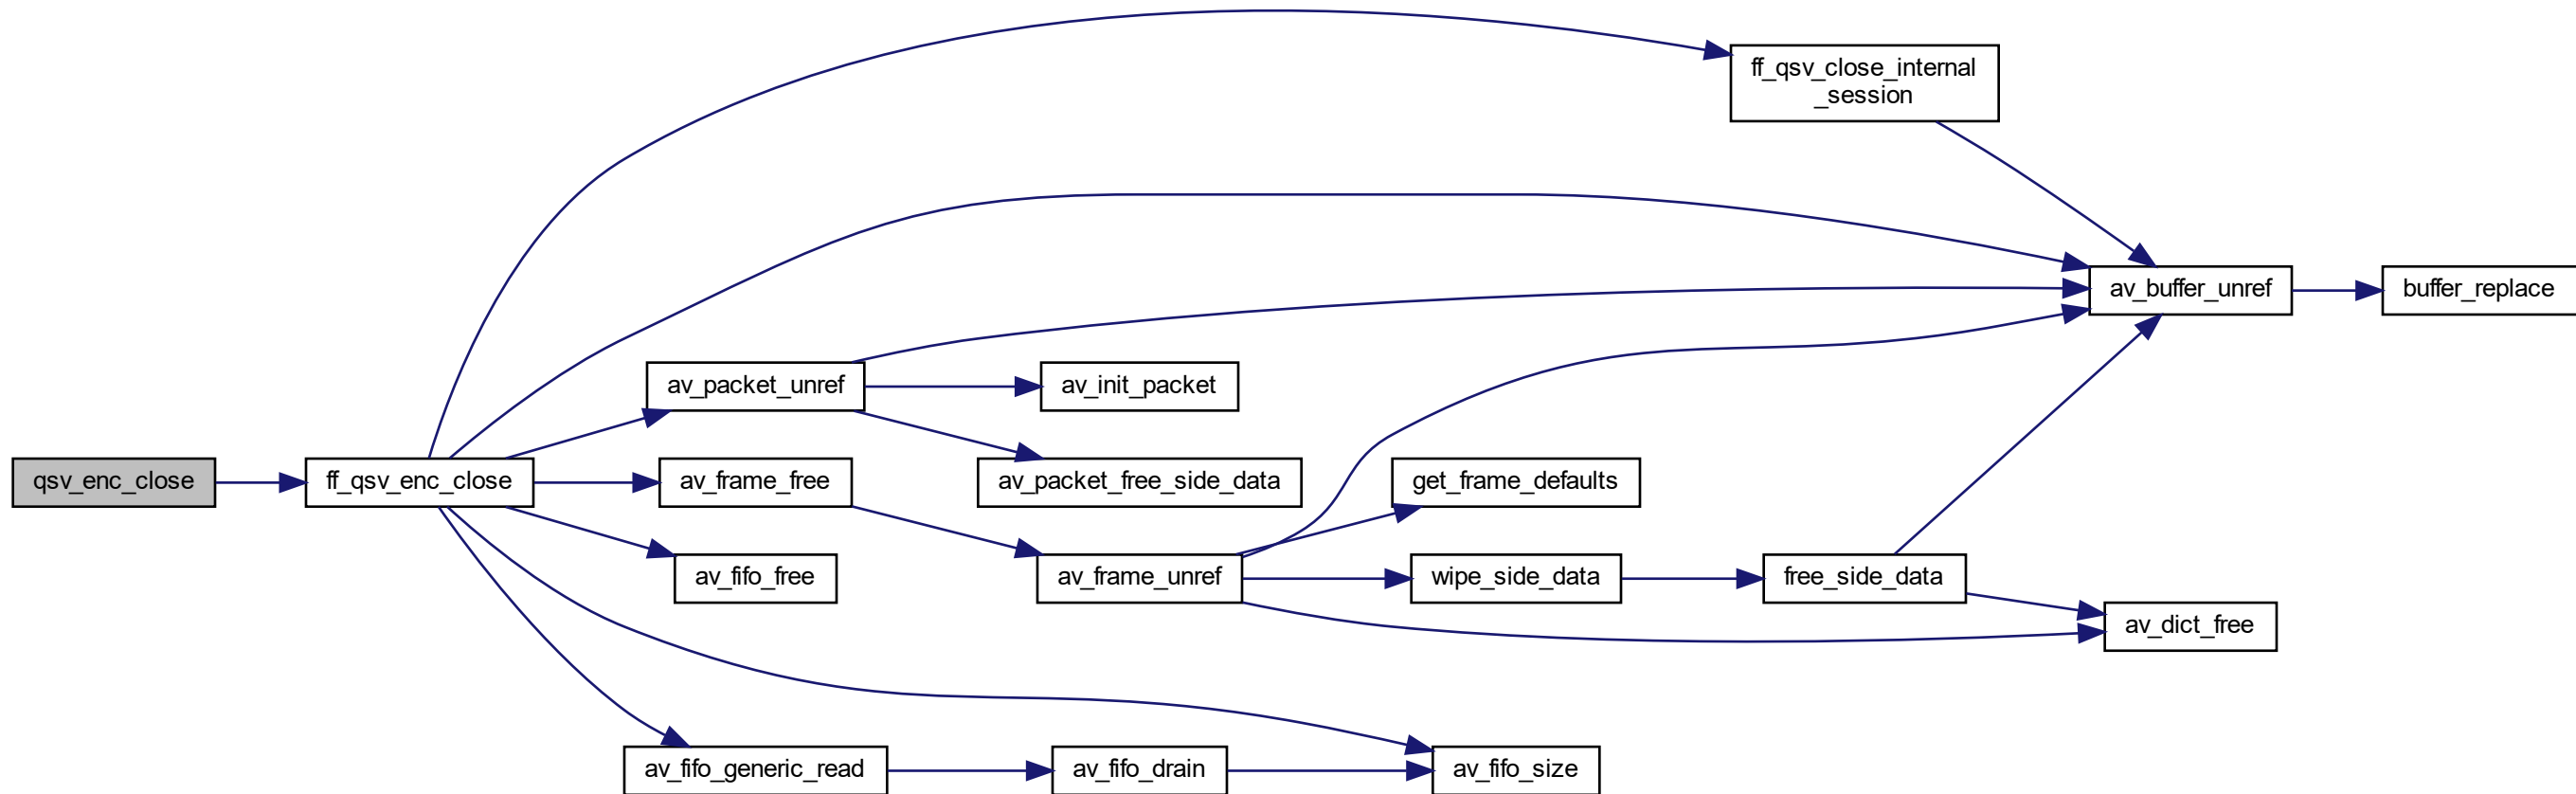 ff_qsv_close_internal
_session
av_buffer_unref
buffer_replace
av_packet_unref
av_init_packet
qsv_enc_close
ff_qsv_enc_close
av_frame_free
av_packet_free_side_data
get_frame_defaults
av_fifo_free
av_frame_unref
wipe_side_data
free_side_data
av_dict_free
av_fifo_generic_read
av_fifo_drain
av_fifo_size